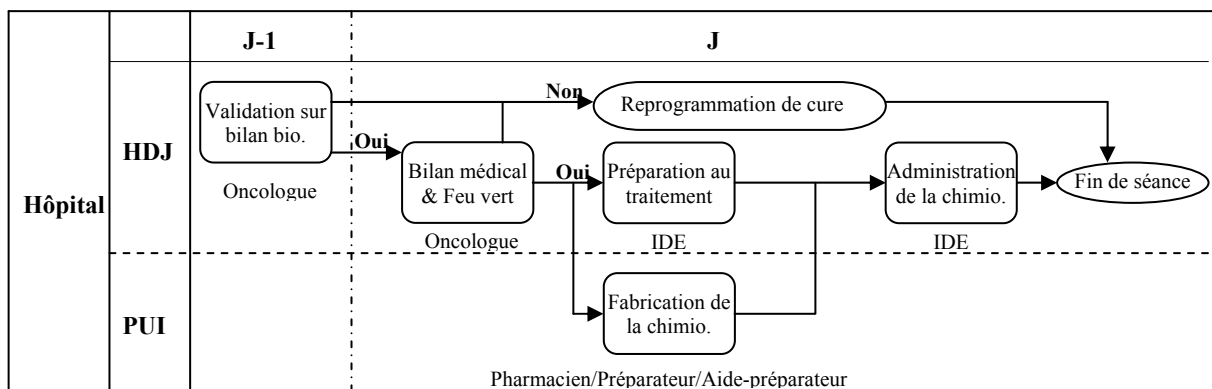 J-1
J
Hôpital
HDJ
Validation sur
bilan bio.
Oncologue
Oui
Non
Reprogrammation de cure
Bilan médical
& Feu vert
Oncologue
Oui
Préparation au
traitement
IDE
Administration
de la chimio.
IDE
Fin de séance
PUI
Fabrication de
la chimio.
Pharmacien/Préparateur/Aide-préparateur